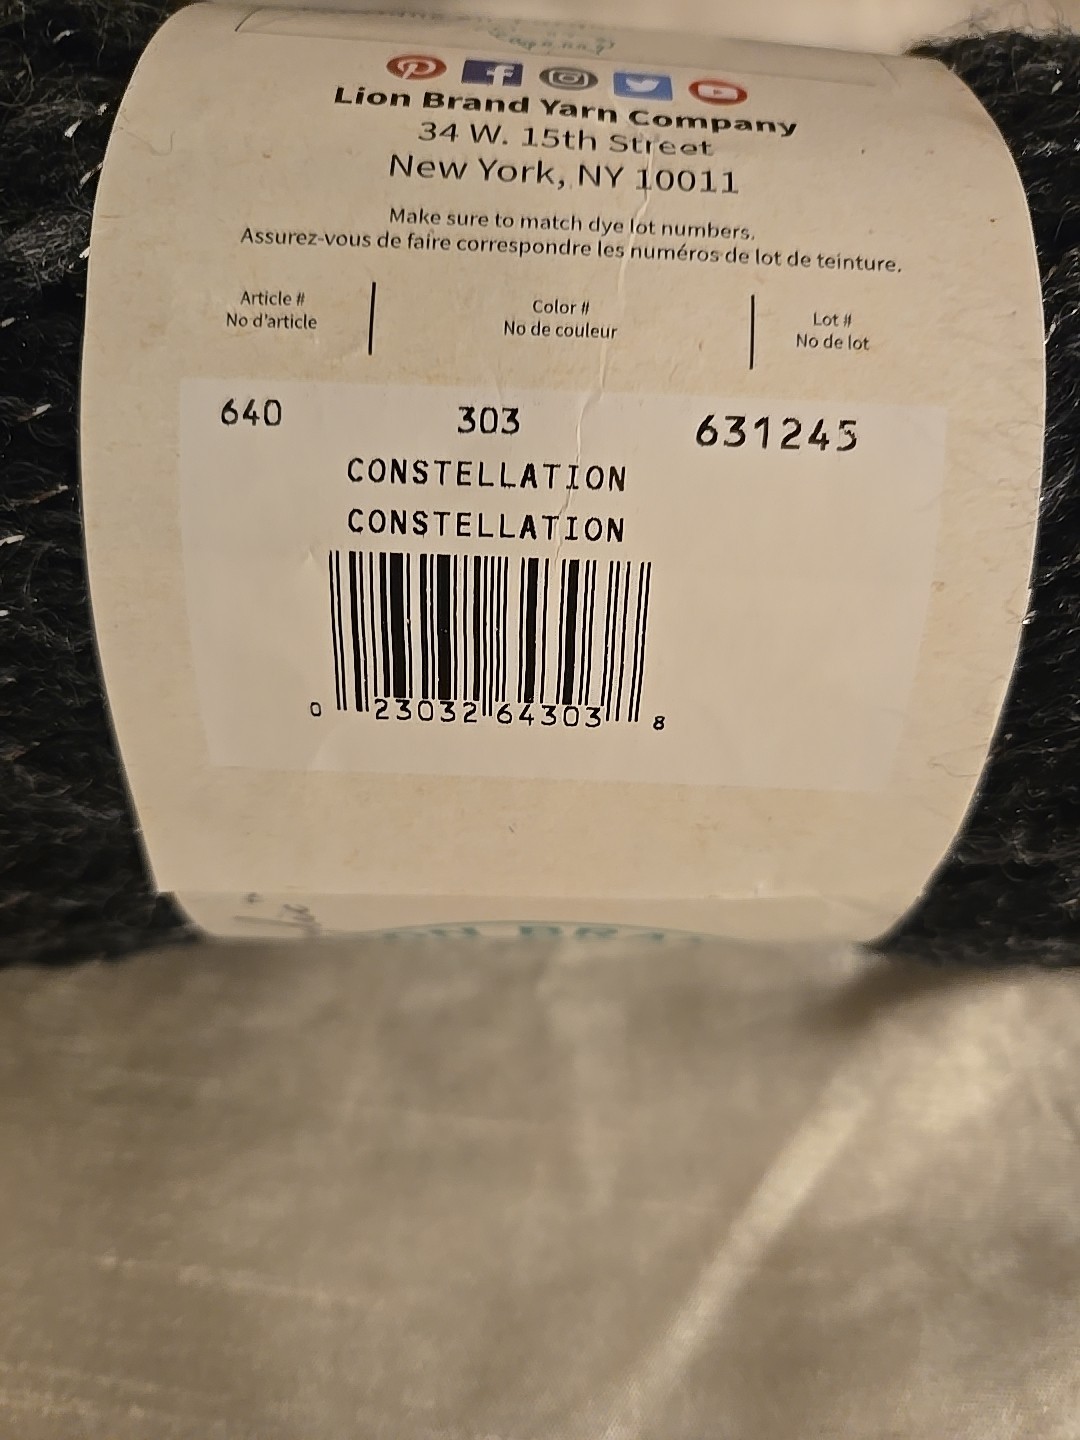 Lion Brand Yarn Company
34 W. 15th Street
New York, NY 10011
Make sure to match dye lot numbers.
Assurez-vous de faire correspondre les numéros de lot de teinture.
Article #
No d'article
Color #
No de couleur
Lot #
No de lot
640 303 631245
CONSTELLATION
CONSTELLATION
0 23032 64303 8